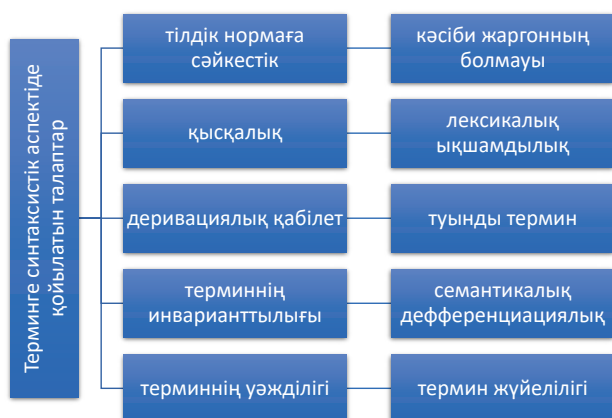 Терминге синтаксистік аспектіде
қойылатын талаптар
тілдік нормаға
сәйкестік
кәсіби жаргонның
болмауы
қысқалық
лексикалық
ықшамдылық
деривациялық қабілет
туынды термин
терминнің
инварианттылығы
семантикалық
дефференциациялық
терминнің уәжділігі
термин жүйелілігі